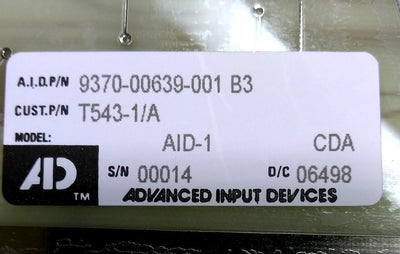 A.I.D.P/N 9370-00639-001 B3
CUST.P/N T543-1/A
MODEL: AID-1 CDA
AID TM S/N 00014 D/C 06498
ADVANCED INPUT DEVICES